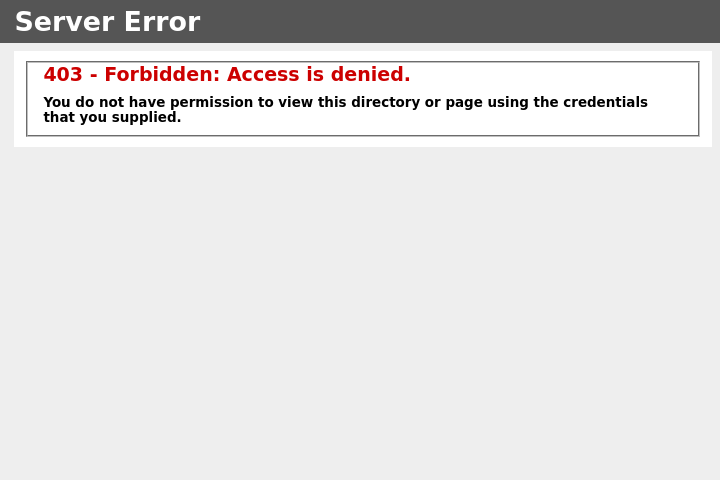 Server Error
403 - Forbidden: Access is denied.
You do not have permission to view this directory or page using the credentials
that you supplied.